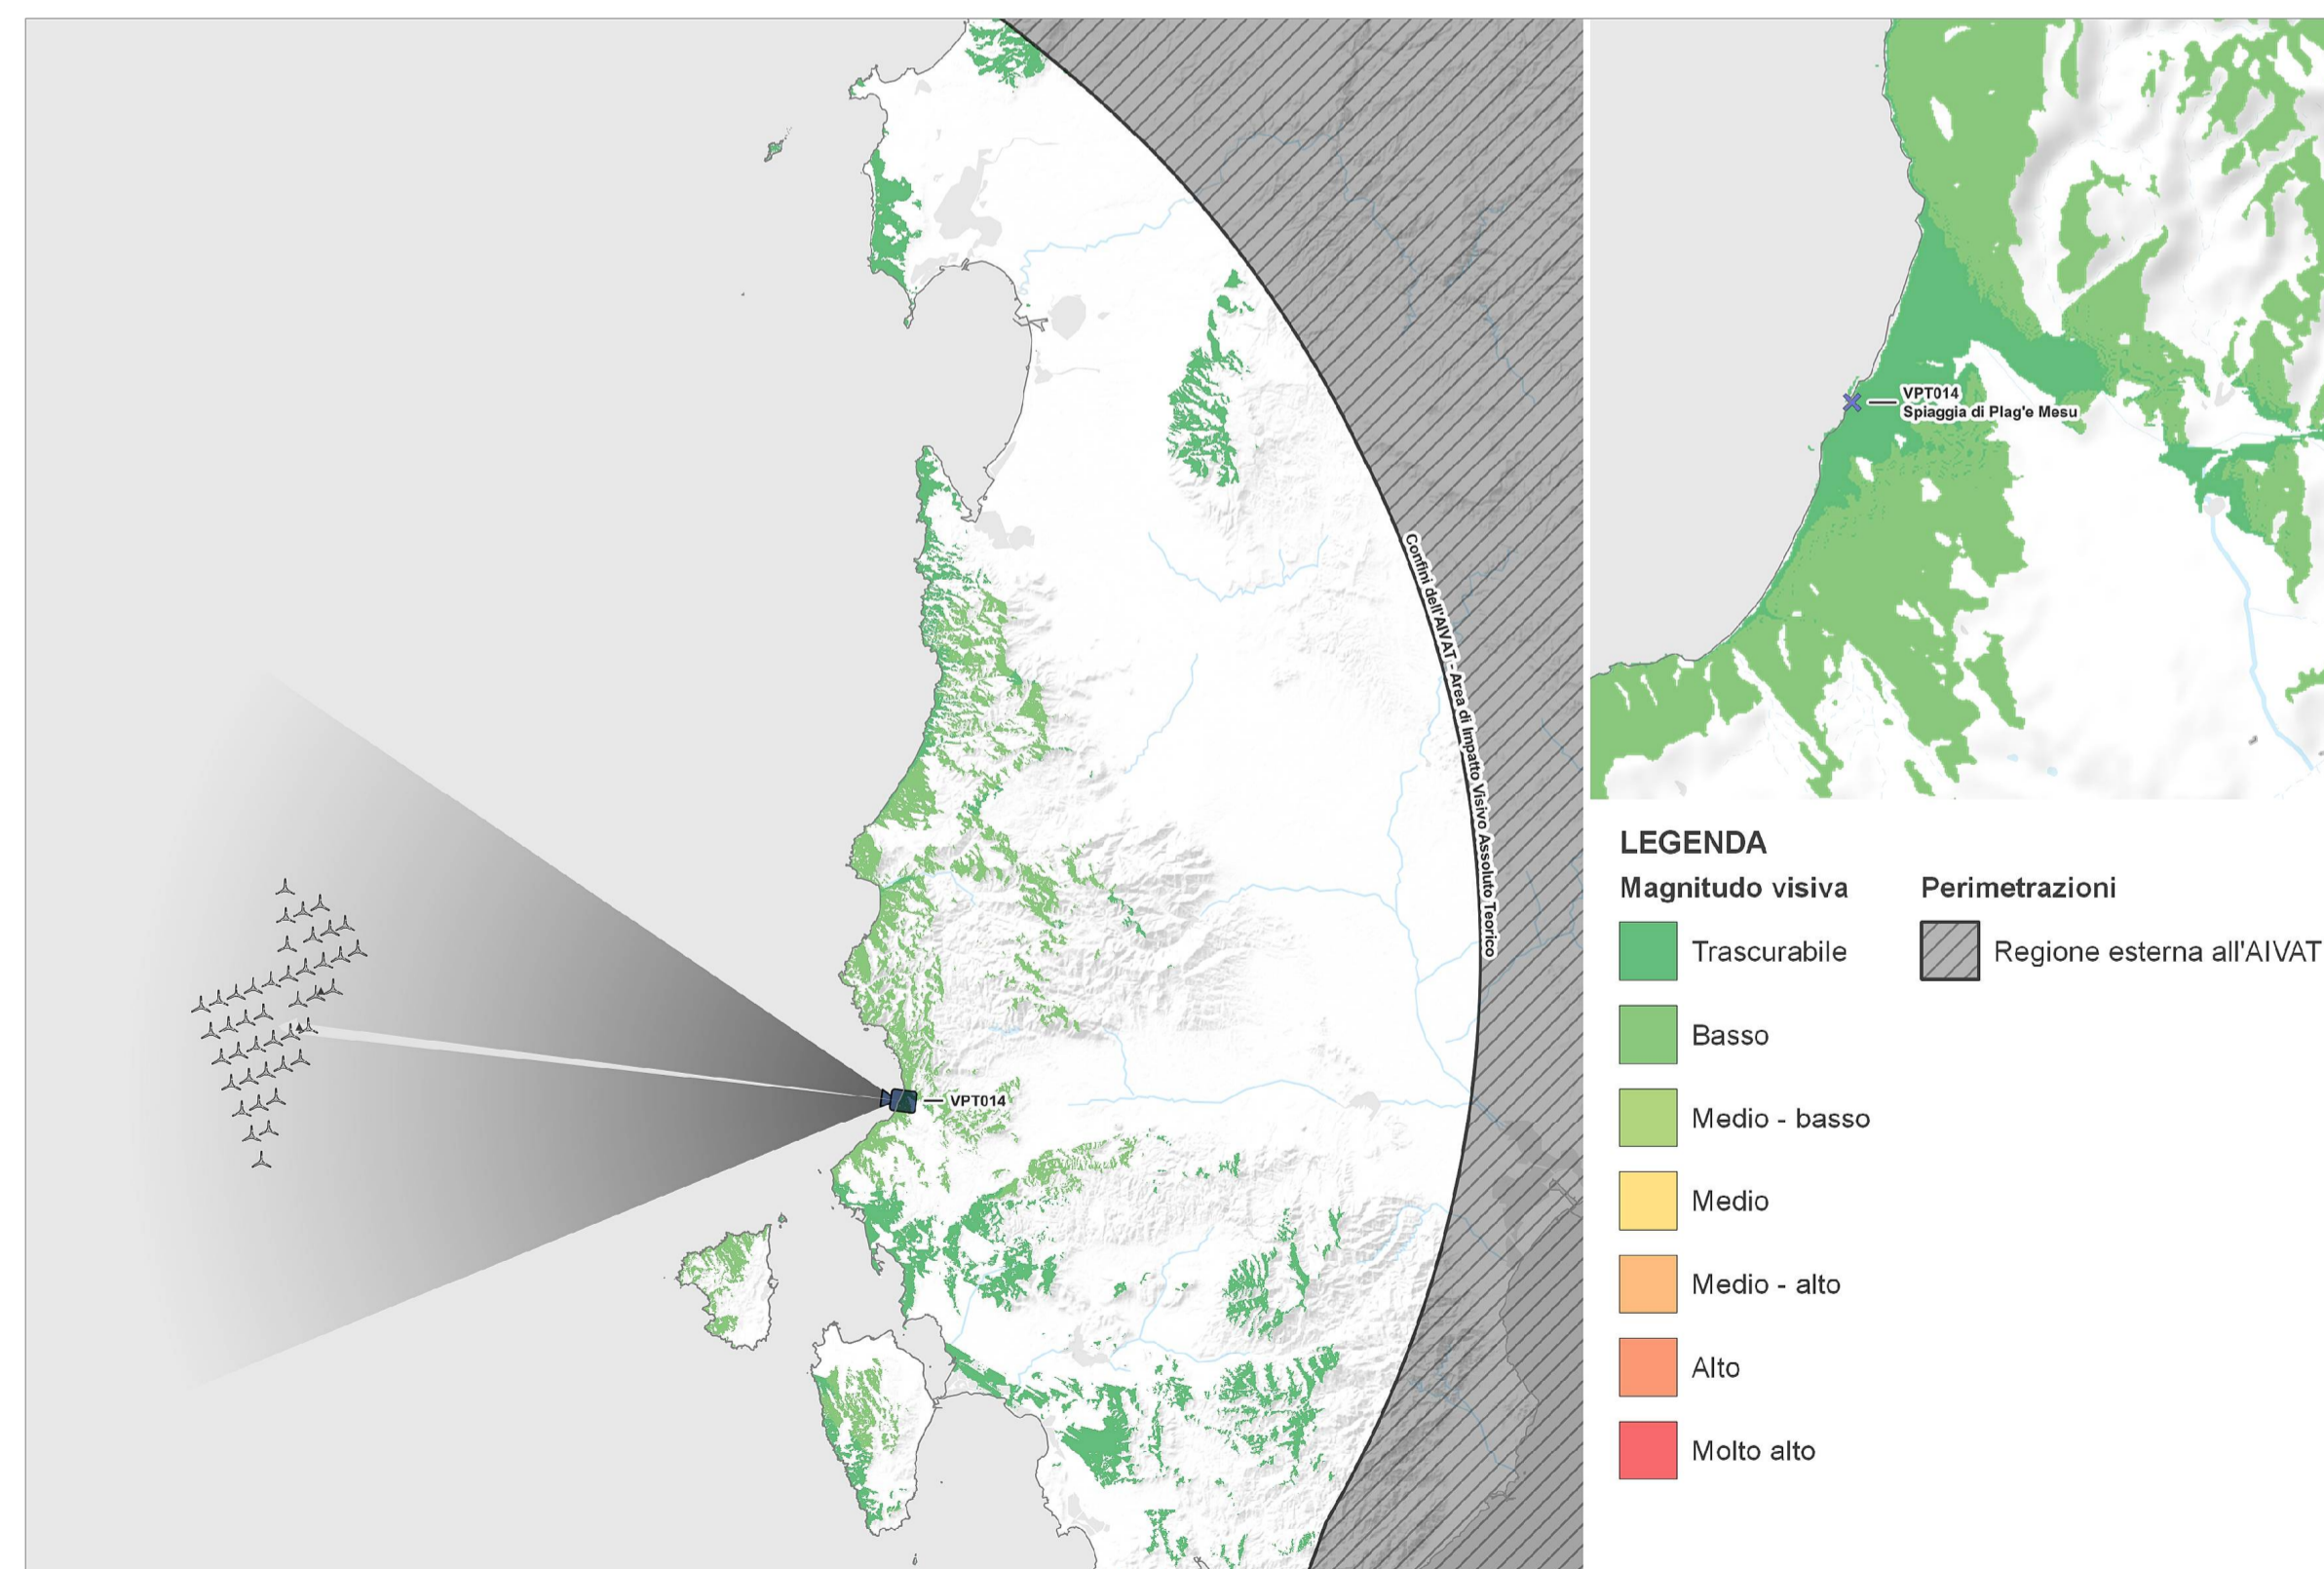 Confini dell'AIVAT - Area di Impatto Visivo Assoluto Teorico
VPT014
VPT014
Spiaggia di Plag'e Mesu
LEGENDA
Magnitudo visiva
Trascurabile
Basso
Medio - basso
Medio
Medio - alto
Alto
Molto alto
Perimetrazioni
Regione esterna all'AIVAT